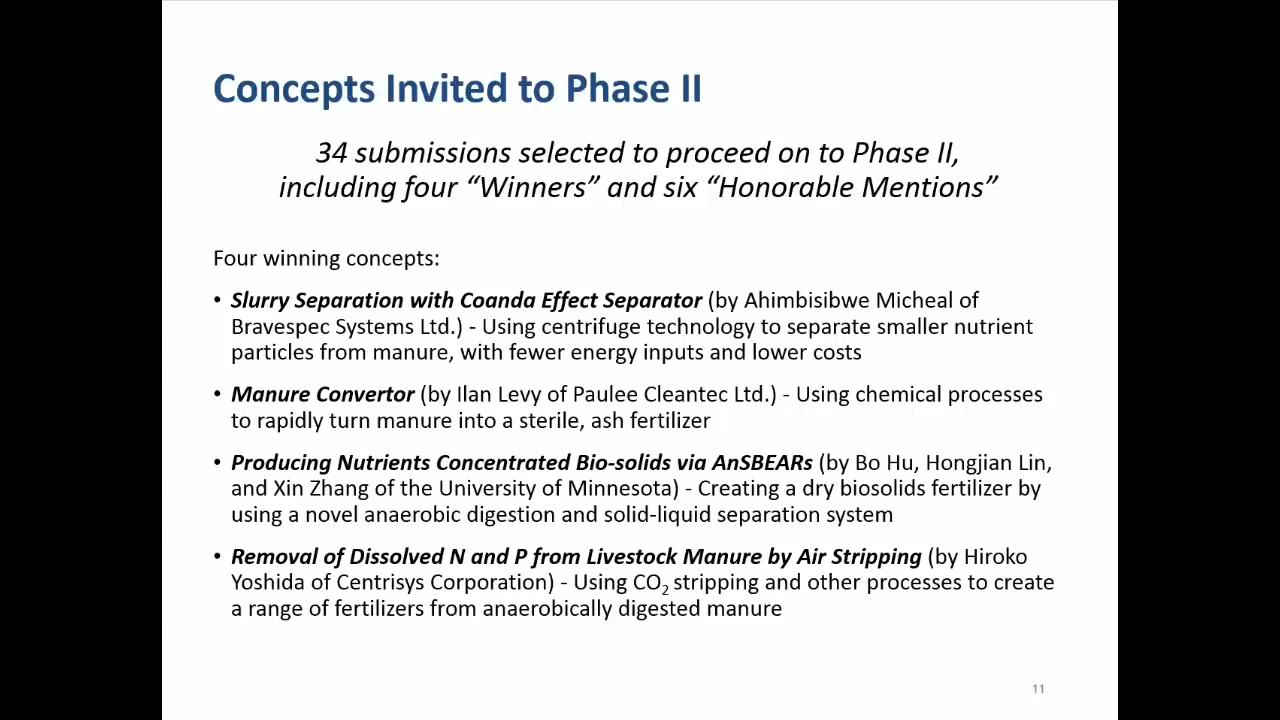 Concepts Invited to Phase II
34 submissions selected to proceed on to Phase II,
including four “Winners” and six “Honorable Mentions”
Four winning concepts:
• Slurry Separation with Coanda Effect Separator (by Ahimbisibwe Micheal of
Bravespec Systems Ltd.) - Using centrifuge technology to separate smaller nutrient
particles from manure, with fewer energy inputs and lower costs
• Manure Convertor (by Ilan Levy of Paulee Cleantec Ltd.) - Using chemical processes
to rapidly turn manure into a sterile, ash fertilizer
• Producing Nutrients Concentrated Bio-solids via AnSBEARs (by Bo Hu, Hongjian Lin,
and Xin Zhang of the University of Minnesota) - Creating a dry biosolids fertilizer by
using a novel anaerobic digestion and solid-liquid separation system
• Removal of Dissolved N and P from Livestock Manure by Air Stripping (by Hiroko
Yoshida of Centrisys Corporation) - Using CO₂ stripping and other processes to create
a range of fertilizers from anaerobically digested manure
11